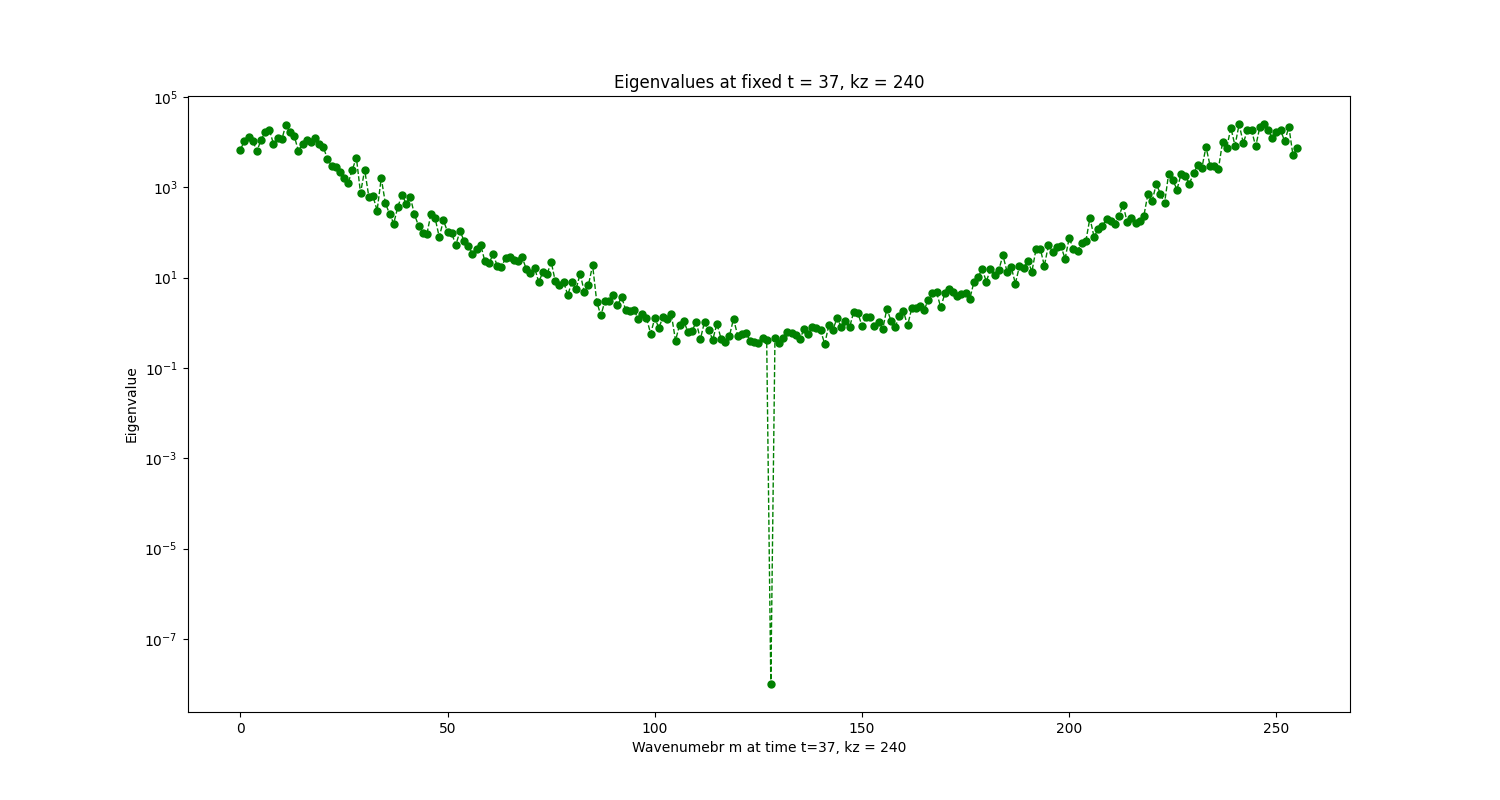 Eigenvalues at fixed t = 37, kz = 240
10^5
10^3
10^1
10^-1
10^-3
10^-5
10^-7
Eigenvalue
0 50 100 150 200 250
Wavenumebr m at time t=37, kz = 240